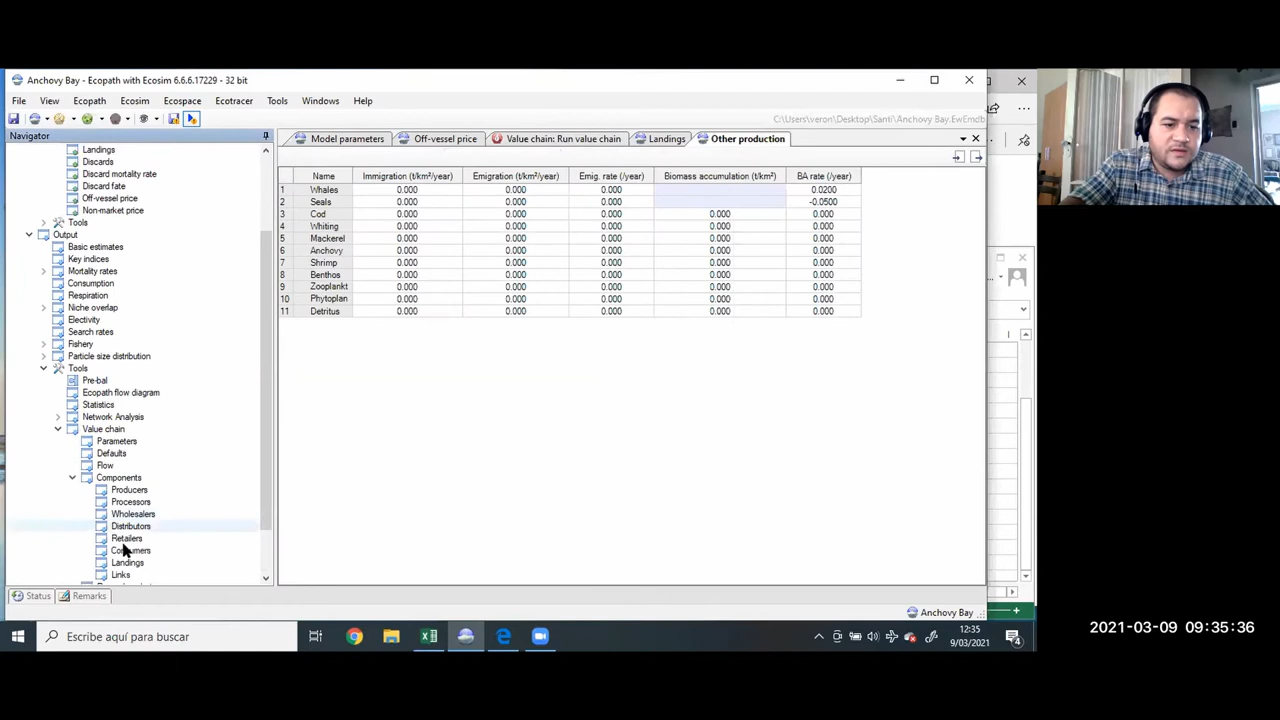 Anchovy Bay - Ecopath with Ecosim 6.6.6.17229 - 32 bit
File View Ecopath Ecosim Ecospace Ecotracer Tools Windows Help
C:\Users\veron\Desktop\Santi\Anchovy Bay.EwEmdb
Navigator
Landings
Discards
Discard mortality rate
Discard fate
Off-vessel price
Non-market price
Tools
Output
Basic estimates
Key indices
Mortality rates
Consumption
Respiration
Niche overlap
Electivity
Search rates
Fishery
Particle size distribution
Tools
Pre-bal
Ecopath flow diagram
Statistics
Network Analysis
Value chain
Parameters
Defaults
Flow
Components
Producers
Processors
Wholesalers
Distributors
Retailers
Consumers
Landings
Links
Status Remarks
Model parameters Off-vessel price Value chain: Run value chain Landings Other production
Name Immigration (t/km²/year) Emigration (t/km²/year) Emig. rate (/year) Biomass accumulation (t/km²) BA rate (/year)
1 Whales 0.000 0.000 0.000 0.0200
2 Seals 0.000 0.000 0.000 -0.0500
3 Cod 0.000 0.000 0.000 0.000 0.000
4 Whiting 0.000 0.000 0.000 0.000 0.000
5 Mackerel 0.000 0.000 0.000 0.000 0.000
6 Anchovy 0.000 0.000 0.000 0.000 0.000
7 Shrimp 0.000 0.000 0.000 0.000 0.000
8 Benthos 0.000 0.000 0.000 0.000 0.000
9 Zooplankt 0.000 0.000 0.000 0.000 0.000
10 Phytoplan 0.000 0.000 0.000 0.000 0.000
11 Detritus 0.000 0.000 0.000 0.000 0.000
Anchovy Bay
I
Escribe aquí para buscar
12:35
9/03/2021
4
2021-03-09 09:35:36